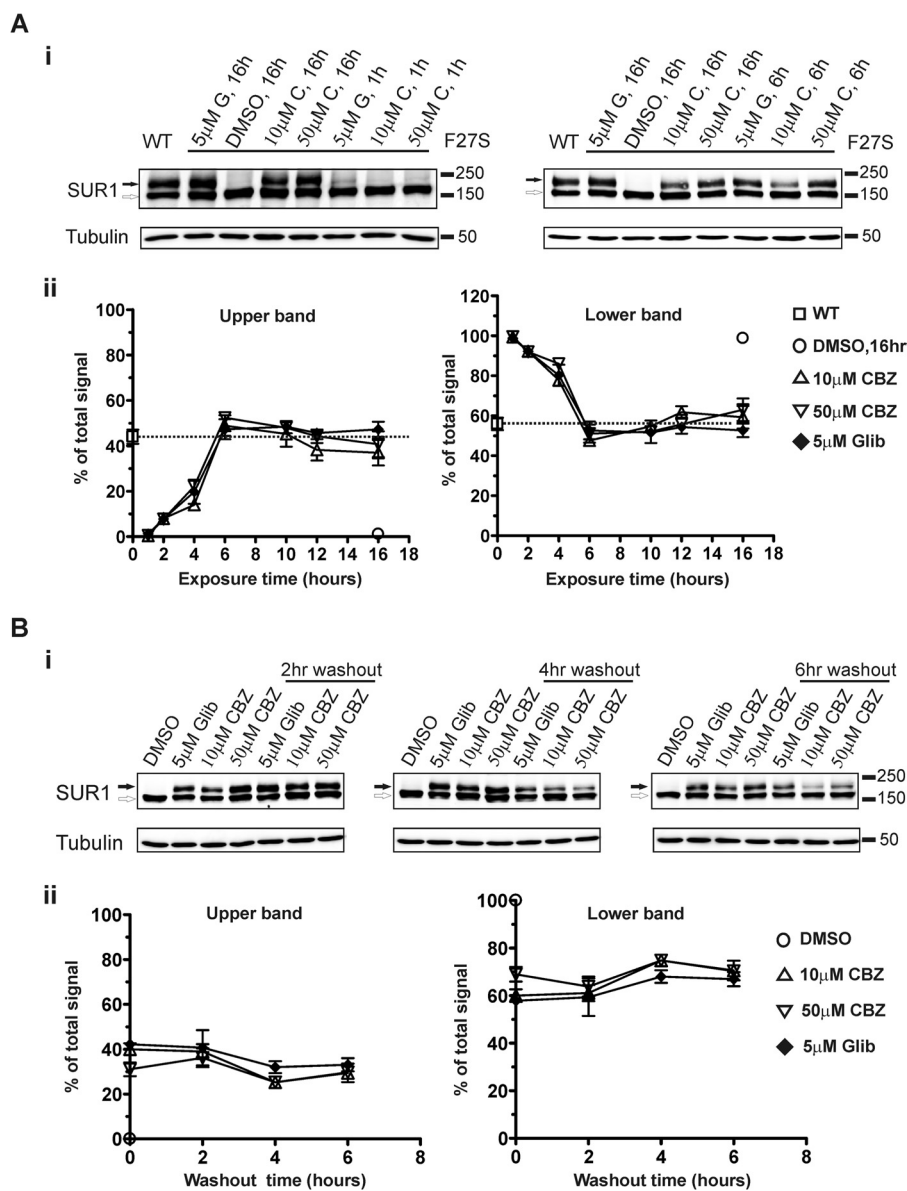 A
i
WT
5μM G, 16h
DMSO, 16h
10μM C, 16h
50μM C, 16h
5μM G, 1h
10μM C, 1h
50μM C, 1h
F27S
SUR1
250
150
Tubulin
50
WT
5μM G, 16h
DMSO, 16h
10μM C, 16h
50μM C, 16h
5μM G, 6h
10μM C, 6h
50μM C, 6h
F27S
250
150
50
ii
Upper band
% of total signal
100
80
60
40
20
0
0 2 4 6 8 10 12 14 16 18
Exposure time (hours)
Lower band
% of total signal
120
100
80
60
40
20
0
0 2 4 6 8 10 12 14 16 18
Exposure time (hours)
WT
DMSO,16hr
10μM CBZ
50μM CBZ
5μM Glib
B
i
2hr washout
DMSO
5μM Glib
10μM CBZ
50μM CBZ
5μM Glib
10μM CBZ
50μM CBZ
SUR1
Tubulin
4hr washout
DMSO
5μM Glib
10μM CBZ
50μM CBZ
5μM Glib
10μM CBZ
50μM CBZ
6hr washout
DMSO
5μM Glib
10μM CBZ
50μM CBZ
5μM Glib
10μM CBZ
50μM CBZ
250
150
50
ii
Upper band
% of total signal
100
80
60
40
20
0
0 2 4 6 8
Washout time (hours)
Lower band
% of total signal
100
80
60
40
20
0
0 2 4 6 8
Washout time (hours)
DMSO
10μM CBZ
50μM CBZ
5μM Glib